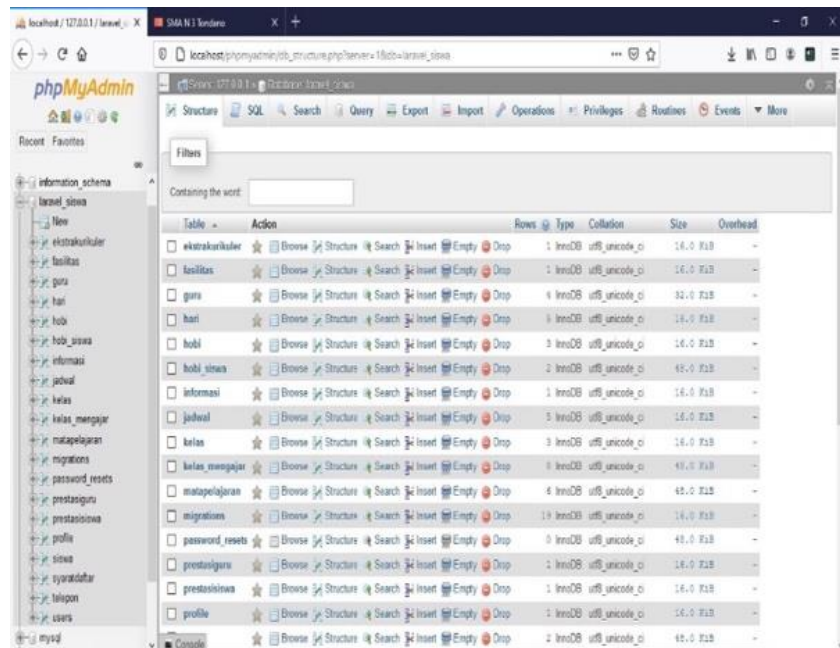 localhost / 127.0.0.1 / laravel_s
SMA N 3 Tondano
localhost/phpmyadmin/db_structure.php?server=1&db=laravel_siswa
phpMyAdmin
Recent Favorites
information_schema
laravel_siswa
New
ekstrakurikuler
fasilitas
guru
hari
hobi
hobi_siswa
informasi
jadwal
kelas
kelas_mengajar
matapelajaran
migrations
password_resets
prestasiguru
prestasisiswa
profile
siswa
syaratdaftar
telepon
users
mysql
Server: 127.0.0.1 » Database: laravel_siswa
Structure SQL Search Query Export Import Operations Privileges Routines Events More
Filters
Containing the word:
Table Action Rows Type Collation Size Overhead
ekstrakurikuler Browse Structure Search Insert Empty Drop 1 InnoDB utf8_unicode_ci 16.0 KiB -
fasilitas Browse Structure Search Insert Empty Drop 1 InnoDB utf8_unicode_ci 16.0 KiB -
guru Browse Structure Search Insert Empty Drop InnoDB utf8_unicode_ci 32.0 KiB -
hari Browse Structure Search Insert Empty Drop InnoDB utf8_unicode_ci 16.0 KiB -
hobi Browse Structure Search Insert Empty Drop 3 InnoDB utf8_unicode_ci 16.0 KiB -
hobi_siswa Browse Structure Search Insert Empty Drop 2 InnoDB utf8_unicode_ci 48.0 KiB -
informasi Browse Structure Search Insert Empty Drop 1 InnoDB utf8_unicode_ci 16.0 KiB -
jadwal Browse Structure Search Insert Empty Drop 5 InnoDB utf8_unicode_ci 16.0 KiB -
kelas Browse Structure Search Insert Empty Drop 3 InnoDB utf8_unicode_ci 16.0 KiB -
kelas_mengajar Browse Structure Search Insert Empty Drop InnoDB utf8_unicode_ci 48.0 KiB -
matapelajaran Browse Structure Search Insert Empty Drop 6 InnoDB utf8_unicode_ci 48.0 KiB -
migrations Browse Structure Search Insert Empty Drop 19 InnoDB utf8_unicode_ci 16.0 KiB -
password_resets Browse Structure Search Insert Empty Drop 0 InnoDB utf8_unicode_ci 48.0 KiB -
prestasiguru Browse Structure Search Insert Empty Drop 1 InnoDB utf8_unicode_ci 16.0 KiB -
prestasisiswa Browse Structure Search Insert Empty Drop 1 InnoDB utf8_unicode_ci 16.0 KiB -
profile Browse Structure Search Insert Empty Drop 1 InnoDB utf8_unicode_ci 16.0 KiB -
Browse Structure Search Insert Empty Drop 2 InnoDB utf8_unicode_ci 48.0 KiB -
Console